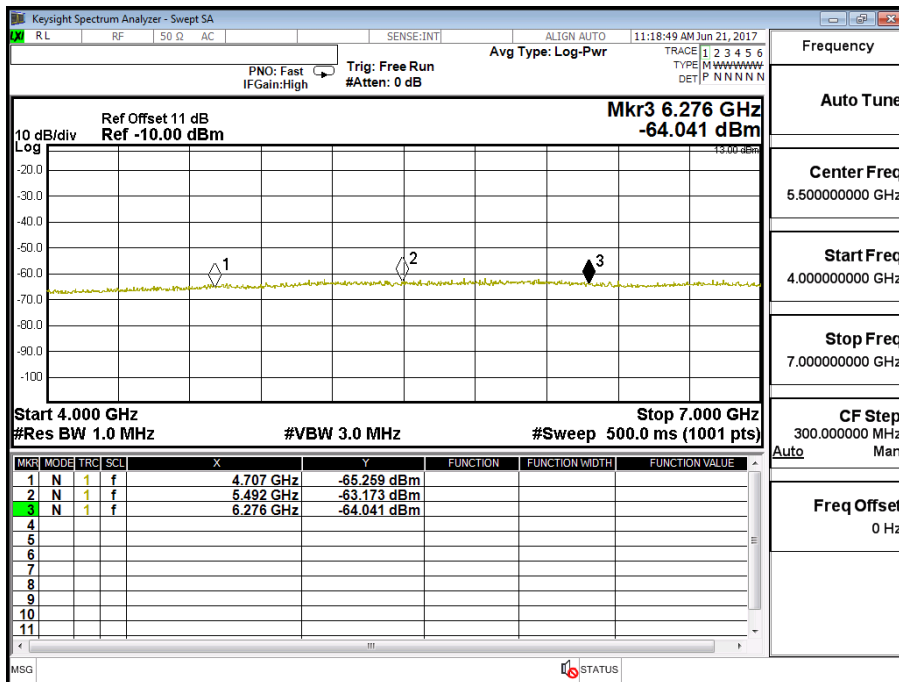 Keysight Spectrum Analyzer - Swept SA
LXI RL RF 50 Ω AC SENSE:INT ALIGN AUTO 11:18:49 AM Jun 21, 2017
Avg Type: Log-Pwr
TRACE 1 2 3 4 5 6
TYPE M WWWWW
DET P N N N N N
PNO: Fast
IFGain:High
Trig: Free Run
#Atten: 0 dB
Mkr3 6.276 GHz
-64.041 dBm
Ref Offset 11 dB
10 dB/div Ref -10.00 dBm
Log
-13.00 dBm
-20.0
-30.0
-40.0
-50.0
-60.0
-70.0
-80.0
-90.0
-100
1
2
3
Start 4.000 GHz Stop 7.000 GHz
#Res BW 1.0 MHz #VBW 3.0 MHz #Sweep 500.0 ms (1001 pts)
MKR MODE TRC SCL X Y FUNCTION FUNCTION WIDTH FUNCTION VALUE
1 N 1 f 4.707 GHz -65.259 dBm
2 N 1 f 5.492 GHz -63.173 dBm
3 N 1 f 6.276 GHz -64.041 dBm
4
5
6
7
8
9
10
11
MSG STATUS
Frequency
Auto Tune
Center Freq
5.500000000 GHz
Start Freq
4.000000000 GHz
Stop Freq
7.000000000 GHz
CF Step
300.000000 MHz
Auto Man
Freq Offset
0 Hz